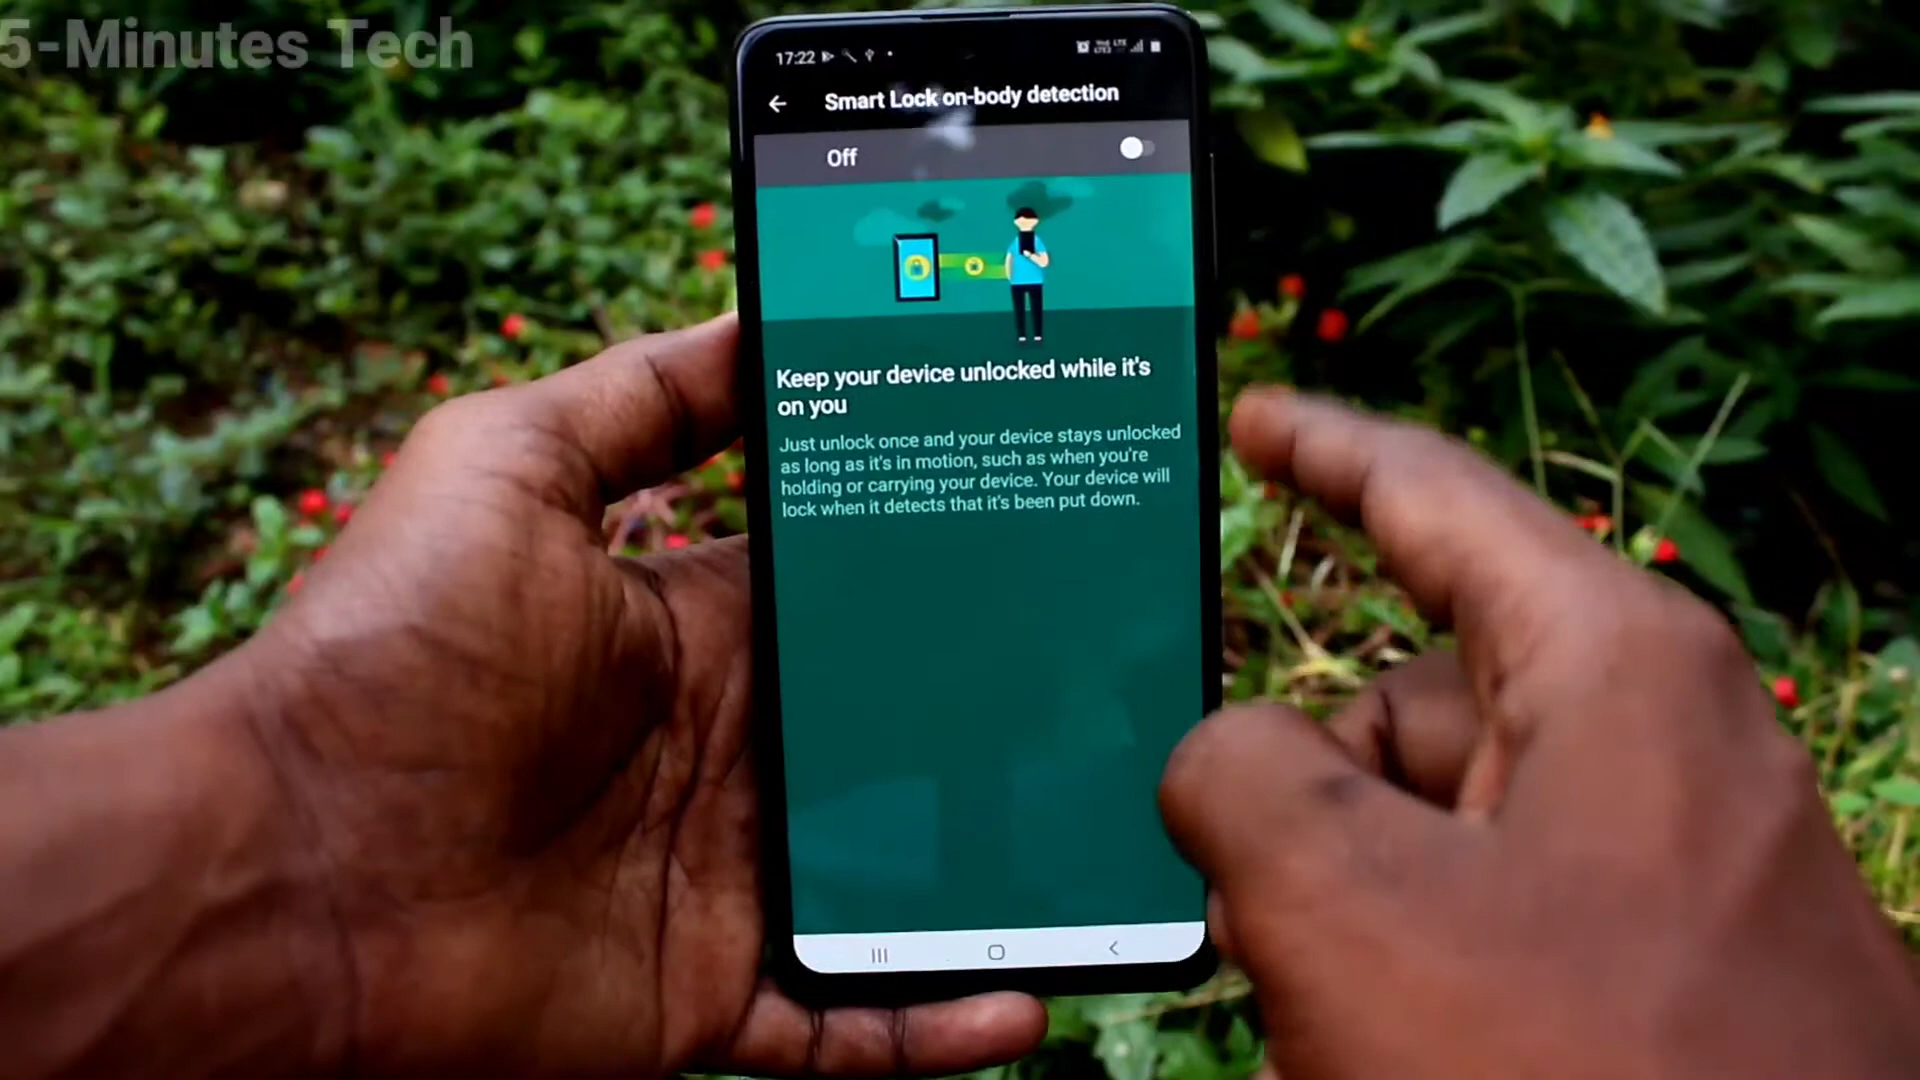 5-Minutes Tech
17:22
Smart Lock on-body detection
Off
Keep your device unlocked while it's
on you
Just unlock once and your device stays unlocked
as long as it's in motion, such as when you're
holding or carrying your device. Your device will
lock when it detects that it's been put down.